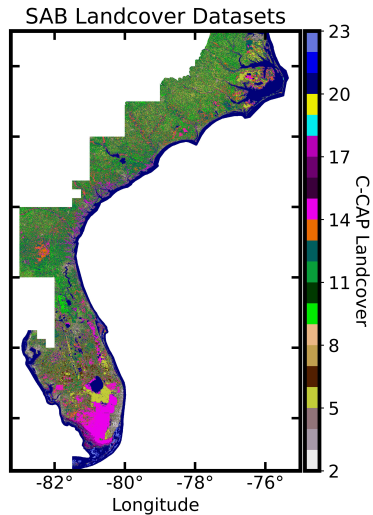 SAB Landcover Datasets
23
20
17
14
11
8
5
2
C-CAP Landcover
-82° -80° -78° -76°
Longitude